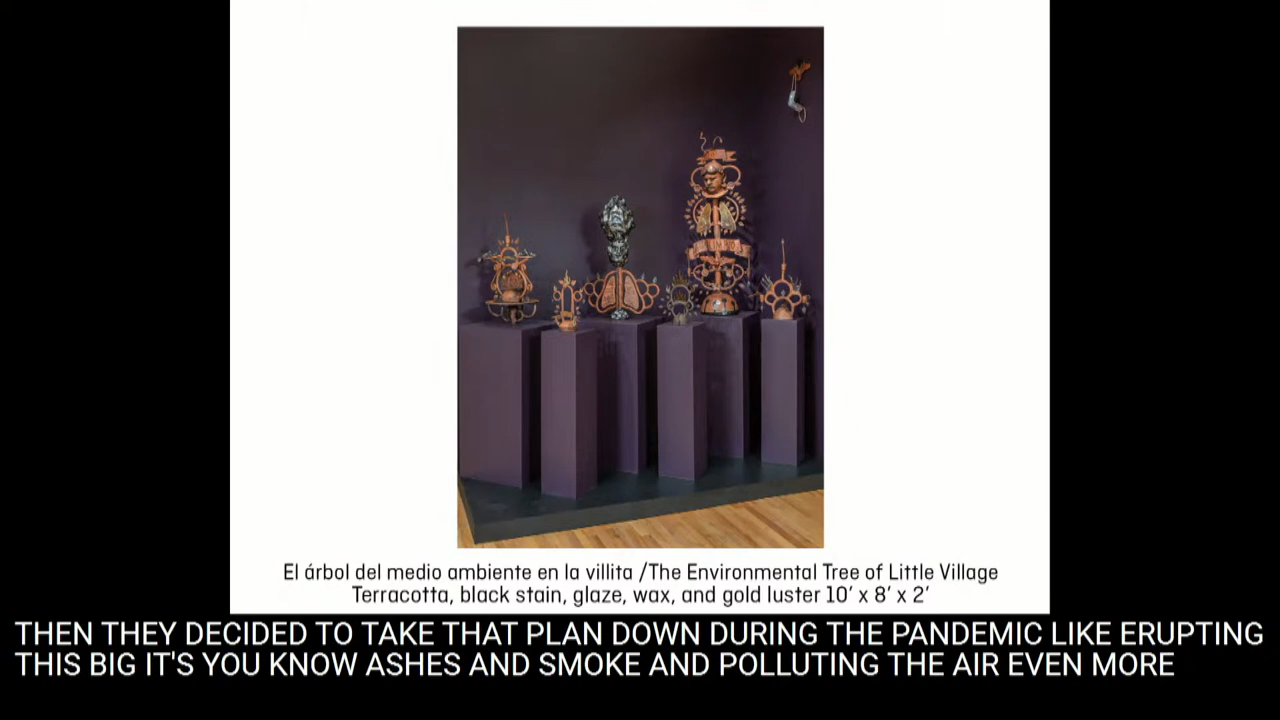 El árbol del medio ambiente en la villita /The Environmental Tree of Little Village
Terracotta, black stain, glaze, wax, and gold luster 10’ x 8’ x 2’
THEN THEY DECIDED TO TAKE THAT PLAN DOWN DURING THE PANDEMIC LIKE ERUPTING
THIS BIG IT'S YOU KNOW ASHES AND SMOKE AND POLLUTING THE AIR EVEN MORE